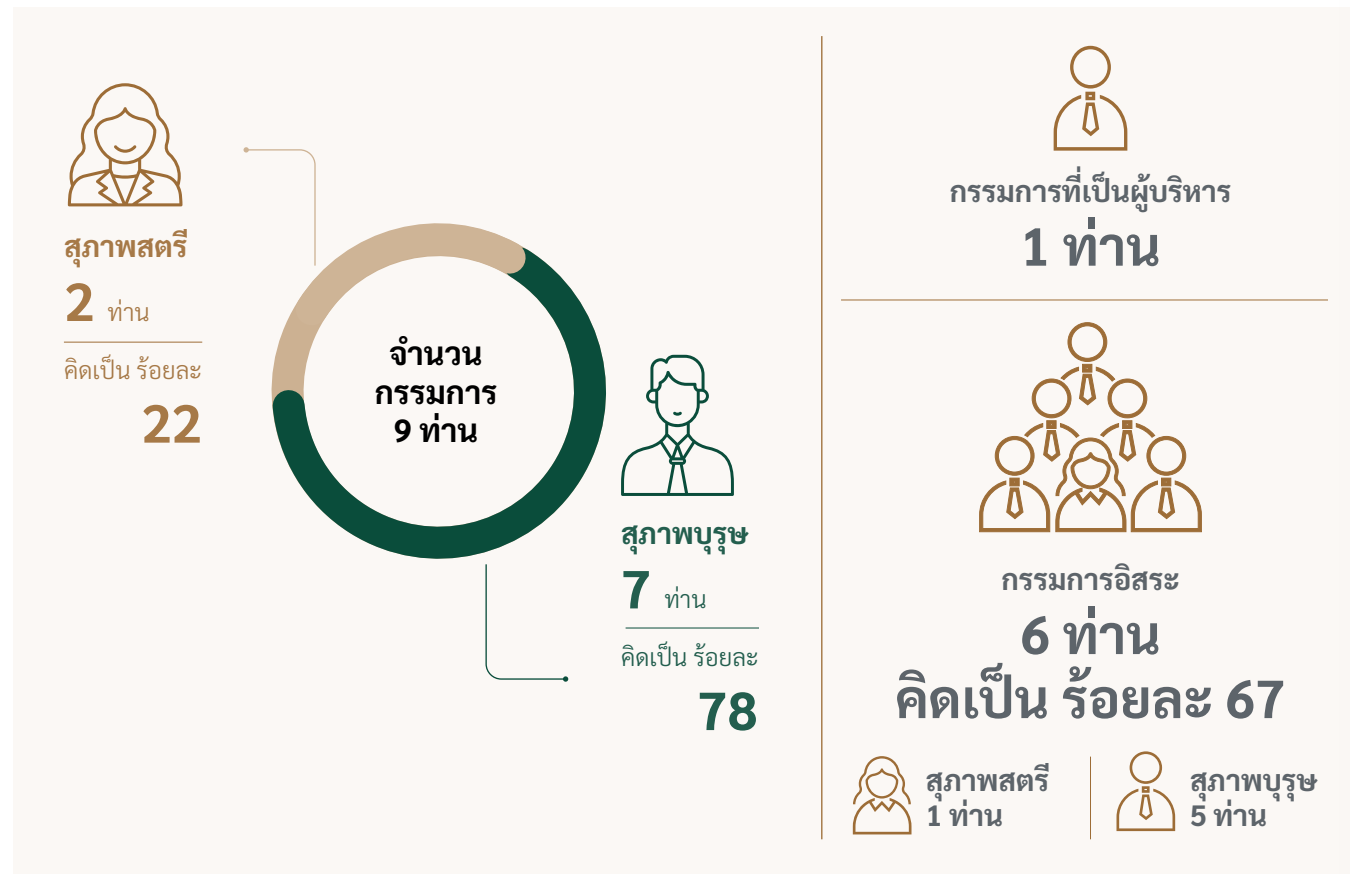 สุภาพสตรี
2 ท่าน
คิดเป็น ร้อยละ
22
จำนวน
กรรมการ
9 ท่าน
สุภาพบุรุษ
7 ท่าน
คิดเป็น ร้อยละ
78
กรรมการที่เป็นผู้บริหาร
1 ท่าน
กรรมการอิสระ
6 ท่าน
คิดเป็น ร้อยละ 67
สุภาพสตรี
1 ท่าน
สุภาพบุรุษ
5 ท่าน